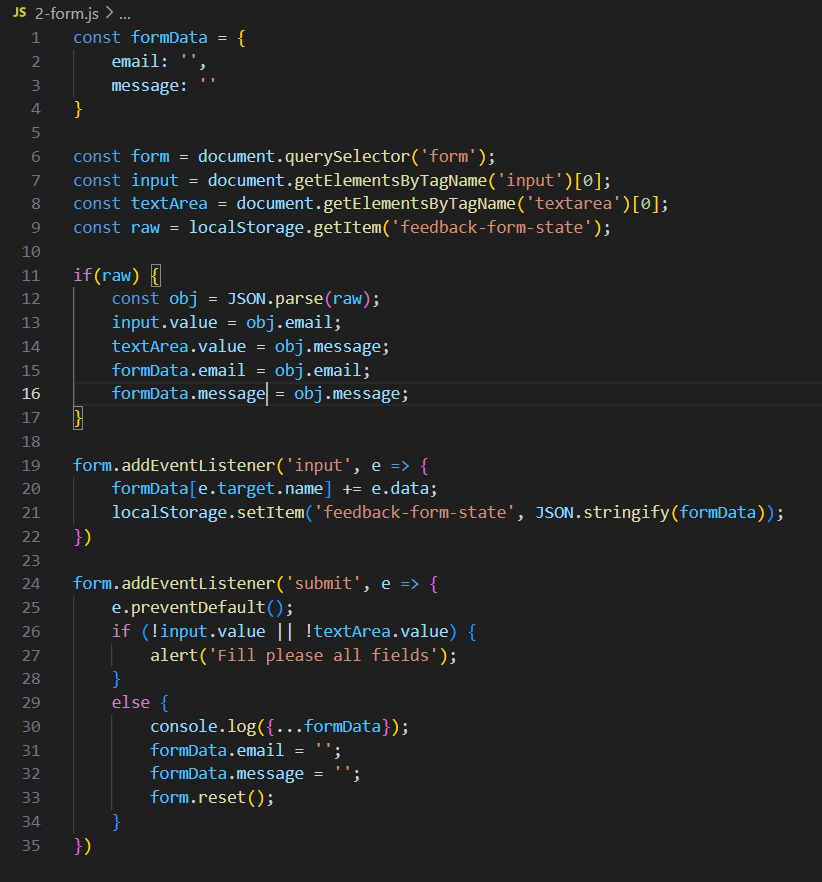 JS 2-form.js > ...
1 const formData = {
2     email: '',
3     message: ''
4 }
5
6 const form = document.querySelector('form');
7 const input = document.getElementsByTagName('input')[0];
8 const textArea = document.getElementsByTagName('textarea')[0];
9 const raw = localStorage.getItem('feedback-form-state');
10
11 if(raw) {
12     const obj = JSON.parse(raw);
13     input.value = obj.email;
14     textArea.value = obj.message;
15     formData.email = obj.email;
16     formData.message = obj.message;
17 }
18
19 form.addEventListener('input', e => {
20     formData[e.target.name] += e.data;
21     localStorage.setItem('feedback-form-state', JSON.stringify(formData));
22 })
23
24 form.addEventListener('submit', e => {
25     e.preventDefault();
26     if (!input.value || !textArea.value) {
27         alert('Fill please all fields');
28     }
29     else {
30         console.log({...formData});
31         formData.email = '';
32         formData.message = '';
33         form.reset();
34     }
35 })